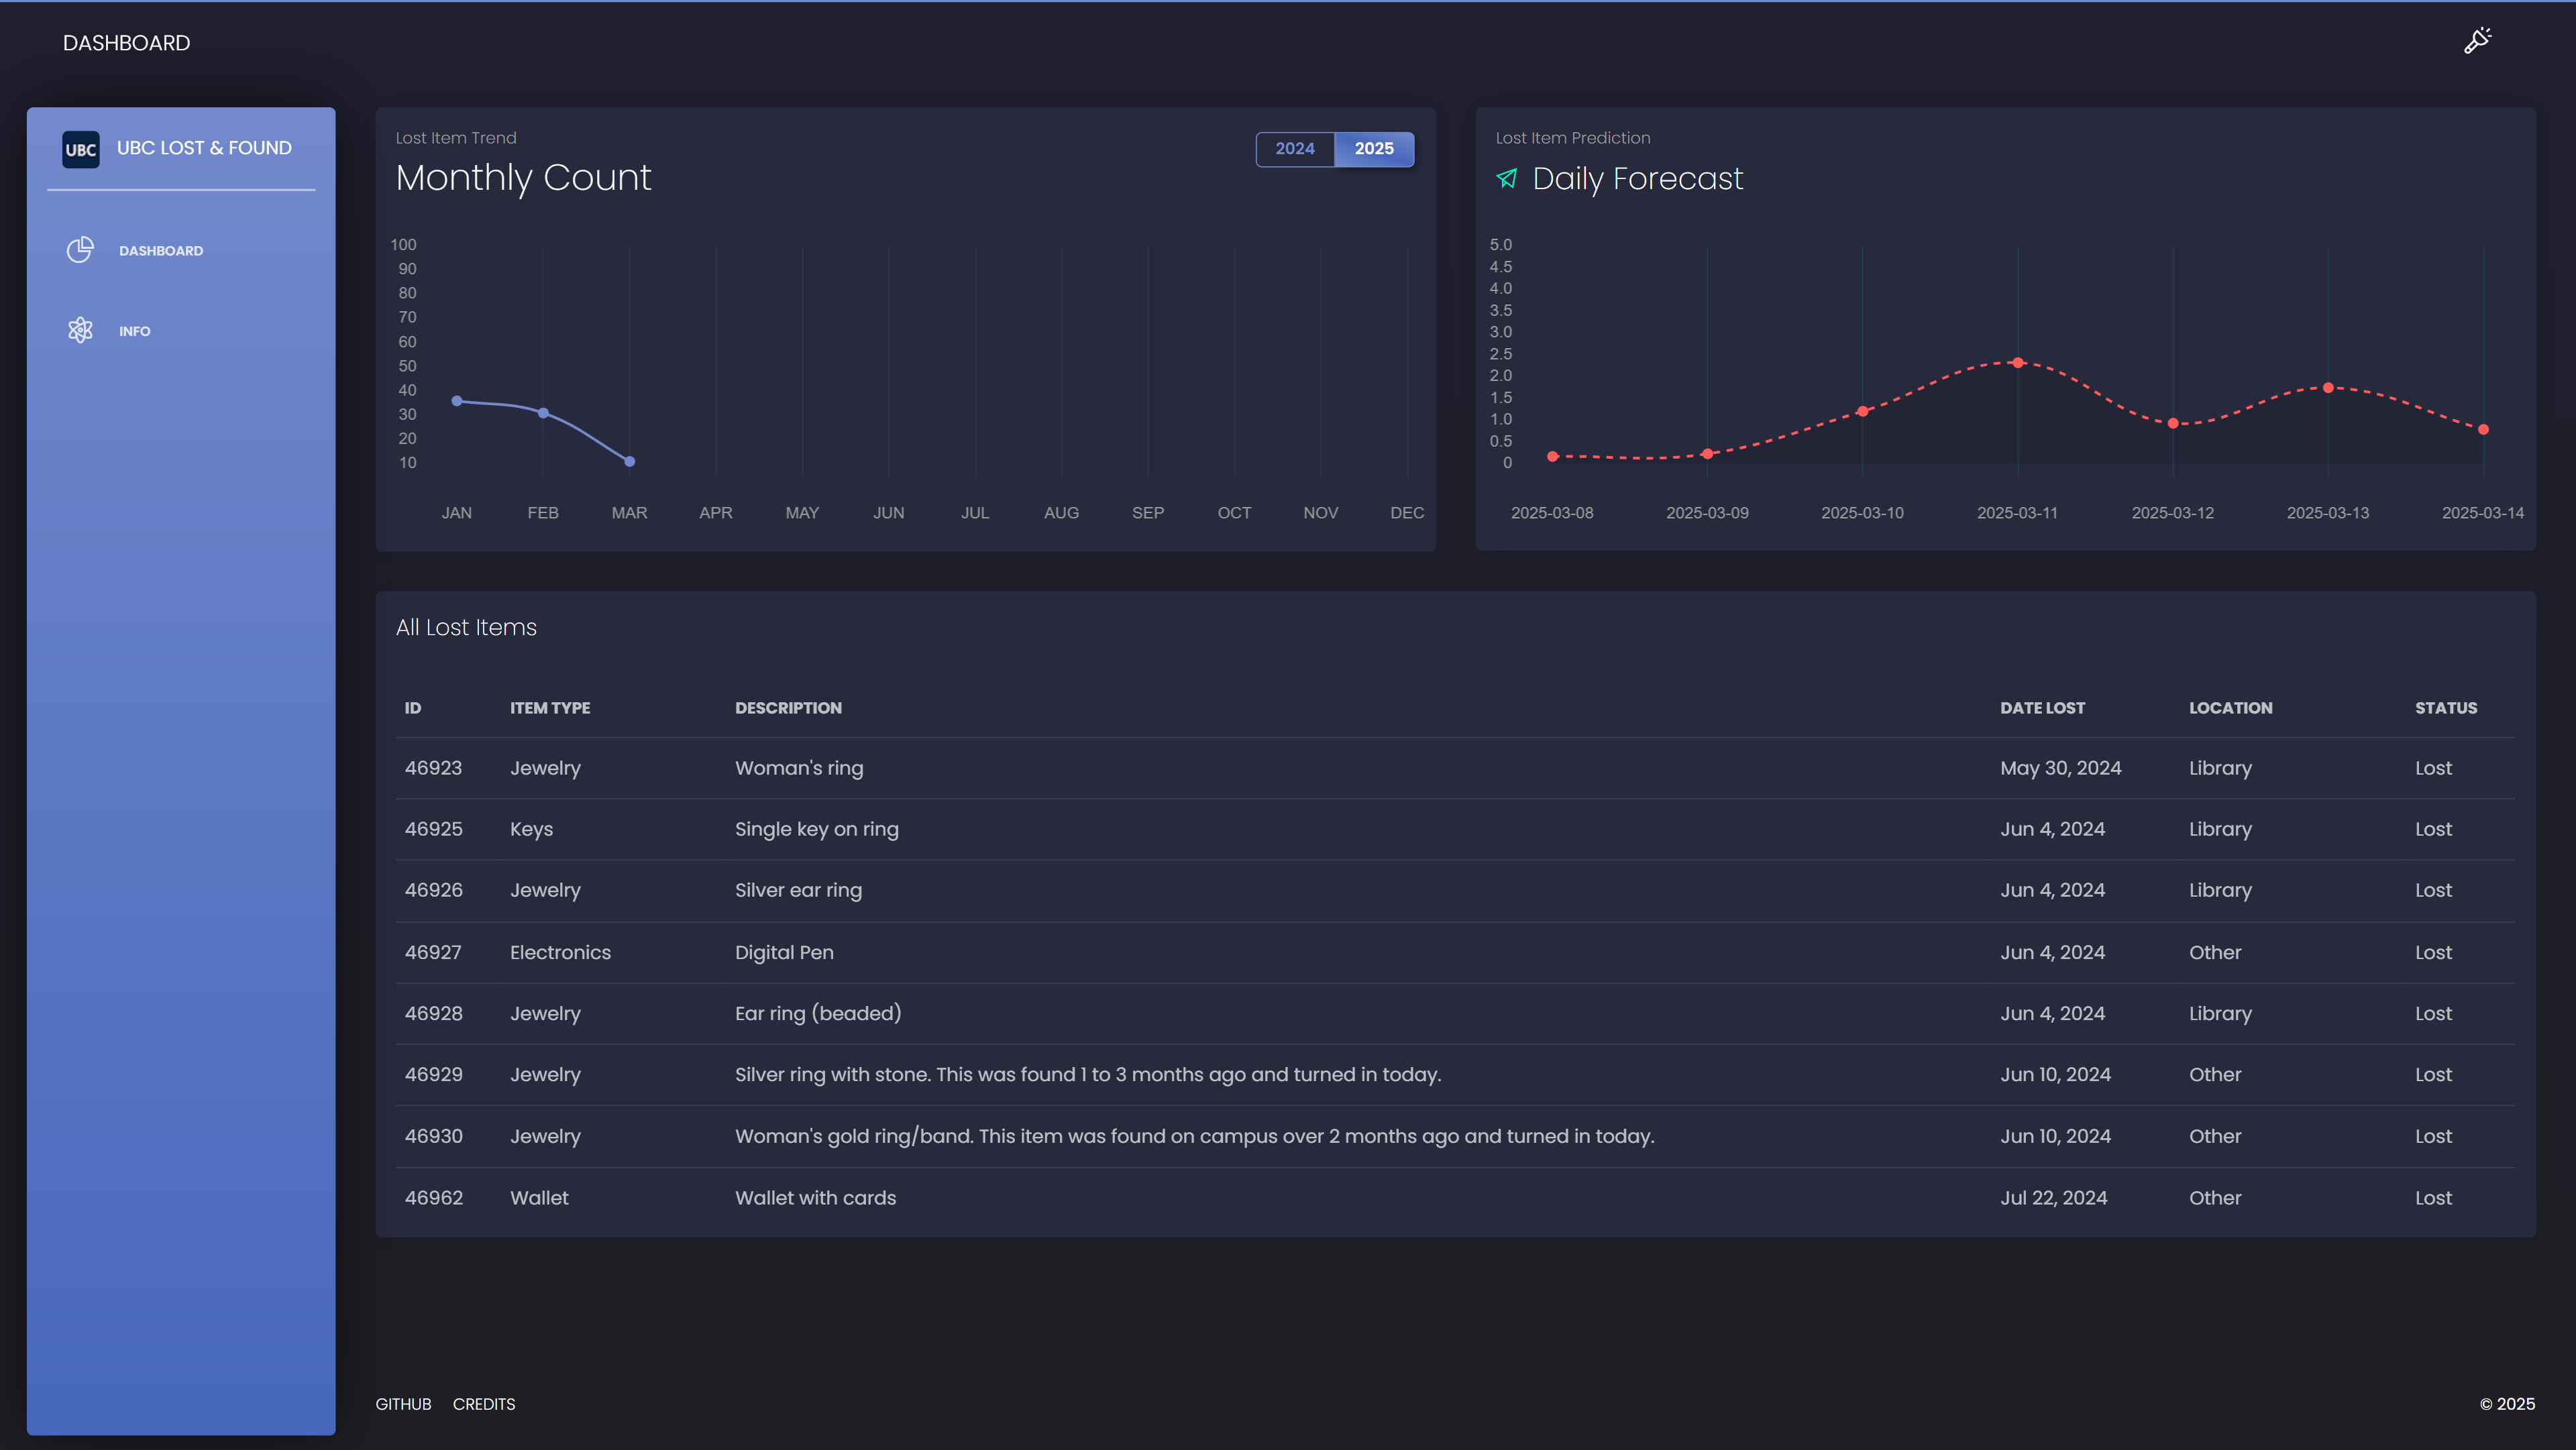 DASHBOARD
UBC UBC LOST & FOUND
DASHBOARD
INFO
Lost Item Trend
Monthly Count
2024 2025
100
90
80
70
60
50
40
30
20
10
JAN FEB MAR APR MAY JUN JUL AUG SEP OCT NOV DEC
Lost Item Prediction
Daily Forecast
5.0
4.5
4.0
3.5
3.0
2.5
2.0
1.5
1.0
0.5
0
2025-03-08 2025-03-09 2025-03-10 2025-03-11 2025-03-12 2025-03-13 2025-03-14
All Lost Items
ID ITEM TYPE DESCRIPTION DATE LOST LOCATION STATUS
46923 Jewelry Woman's ring May 30, 2024 Library Lost
46925 Keys Single key on ring Jun 4, 2024 Library Lost
46926 Jewelry Silver ear ring Jun 4, 2024 Library Lost
46927 Electronics Digital Pen Jun 4, 2024 Other Lost
46928 Jewelry Ear ring (beaded) Jun 4, 2024 Library Lost
46929 Jewelry Silver ring with stone. This was found 1 to 3 months ago and turned in today. Jun 10, 2024 Other Lost
46930 Jewelry Woman's gold ring/band. This item was found on campus over 2 months ago and turned in today. Jun 10, 2024 Other Lost
46962 Wallet Wallet with cards Jul 22, 2024 Other Lost
GITHUB CREDITS © 2025